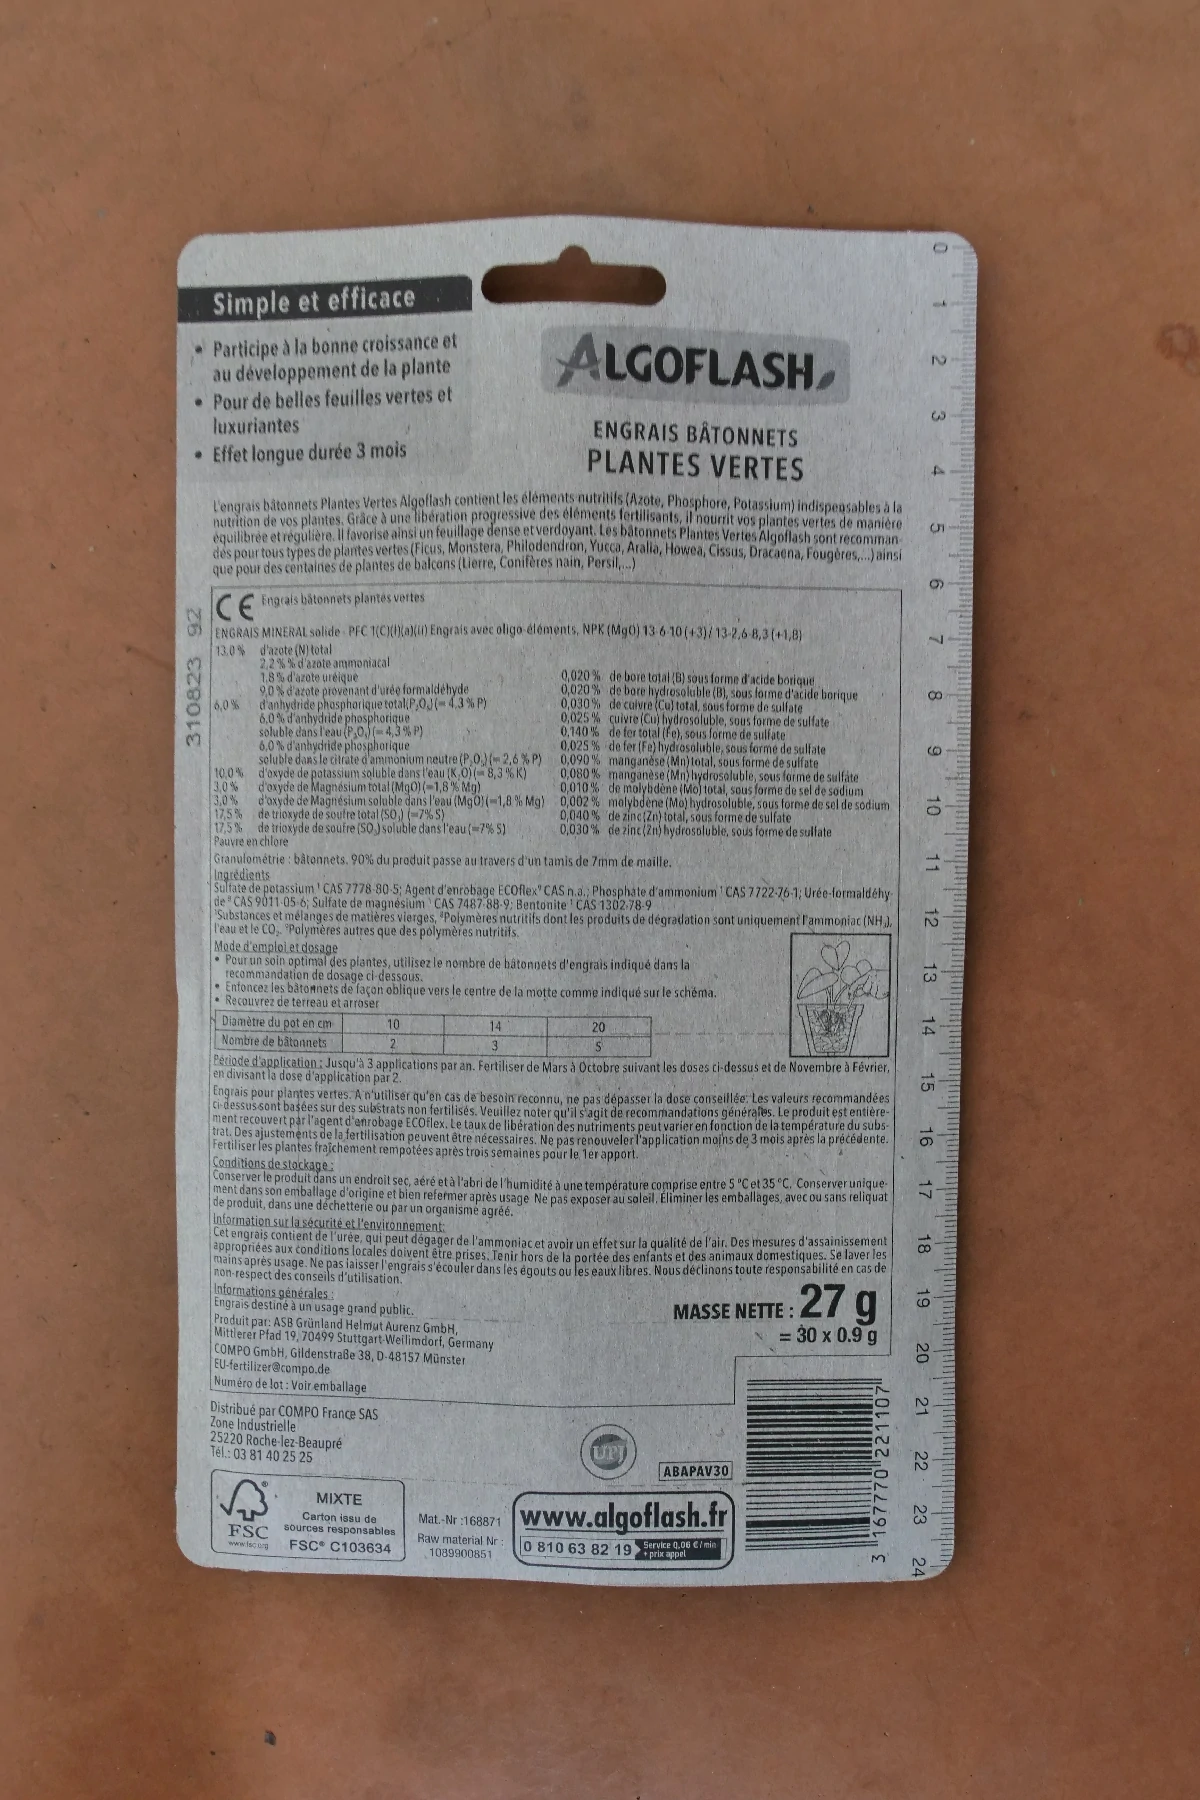 Simple et efficace
• Participe à la bonne croissance et
au développement de la plante
• Pour de belles feuilles vertes et
luxuriantes
• Effet longue durée 3 mois
ALGOFLASH
ENGRAIS BÂTONNETS
PLANTES VERTES
L'engrais bâtonnets Plantes Vertes Algoflash contient les éléments nutritifs (Azote, Phosphore, Potassium) indispensables à la
nutrition de vos plantes. Grâce à une libération progressive des éléments fertilisants, il nourrit vos plantes vertes de manière
équilibrée et régulière. Il favorise ainsi un feuillage dense et verdoyant. Les bâtonnets Plantes Vertes Algoflash sont recomman-
dés pour tous types de plantes vertes (Ficus, Monstera, Philodendron, Yucca, Aralia, Howea, Cissus, Dracaena, Fougères,...) ainsi
que pour des centaines de plantes de balcons (Lierre, Conifères nain, Persil,...)
CE Engrais bâtonnets plantes vertes
ENGRAIS MINERAL solide - PFC 1(C)(I)(a)(ii) Engrais avec oligo-éléments. NPK (MgO) 13-6-10 (+3) / 13-2,6-8,3 (+1,8)
13.0 % d'azote (N) total
2,2 % % d'azote ammoniacal
1,8 % d'azote uréique
9,0 % d'azote provenant d'urée formaldéhyde
6,0 % d'anhydride phosphorique total(P₂O₅) (= 4.3 % P)
6.0 % d'anhydride phosphorique
soluble dans l'eau (P₂O₅) (= 4,3 % P)
6.0 % d'anhydride phosphorique
soluble dans le citrate d'ammonium neutre (P₂O₅) (= 2,6 % P)
10.0 % d'oxyde de potassium soluble dans l'eau (K₂O) (= 8,3 % K)
3.0 % d'oxyde de Magnésium total (MgO) (=1,8 % Mg)
3,0 % d'oxyde de Magnésium soluble dans l'eau (MgO) (=1,8 % Mg)
17,5 % de trioxyde de soufre total (SO₃) (=7% S)
17,5 % de trioxyde de soufre (SO₃) soluble dans l'eau (=7% S)
Pauvre en chlore
0,020 % de bore total (B) sous forme d'acide borique
0,020 % de bore hydrosoluble (B), sous forme d'acide borique
0,030 % de cuivre (Cu) total, sous forme de sulfate
0,025 % cuivre (Cu) hydrosoluble, sous forme de sulfate
0,140 % de fer total (Fe), sous forme de sulfate
0,025 % de fer (Fe) hydrosoluble, sous forme de sulfate
0,090 % manganèse (Mn) total, sous forme de sulfate
0,080 % manganèse (Mn) hydrosoluble, sous forme de sulfate
0,010 % de molybdène (Mo) total, sous forme de sel de sodium
0,002 % molybdène (Mo) hydrosoluble, sous forme de sel de sodium
0,040 % de zinc (Zn) total, sous forme de sulfate
0,030 % de zinc (Zn) hydrosoluble, sous forme de sulfate
Granulométrie : bâtonnets. 90% du produit passe au travers d'un tamis de 7mm de maille.
Ingrédients
Sulfate de potassium ¹ CAS 7778-80-5; Agent d'enrobage ECOflex CAS n.a.; Phosphate d'ammonium ¹ CAS 7722-76-1; Urée-formaldéhy-
de CAS 9011-05-6; Sulfate de magnésium ¹ CAS 7487-88-9; Bentonite ¹ CAS 1302-78-9
¹Substances et mélanges de matières vierges, Polymères nutritifs dont les produits de dégradation sont uniquement l'ammoniac (NH₃),
l'eau et le CO₂. Polymères autres que des polymères nutritifs.
Mode d'emploi et dosage
• Pour un soin optimal des plantes, utilisez le nombre de bâtonnets d'engrais indiqué dans la
recommandation de dosage ci-dessous.
• Enfoncez les bâtonnets de façon oblique vers le centre de la motte comme indiqué sur le schéma.
• Recouvrez de terreau et arroser
Diamètre du pot en cm 10 14 20
Nombre de bâtonnets 2 3 5
Période d'application : Jusqu'à 3 applications par an. Fertiliser de Mars à Octobre suivant les doses ci-dessus et de Novembre à Février,
en divisant la dose d'application par 2.
Engrais pour plantes vertes. A n'utiliser qu'en cas de besoin reconnu, ne pas dépasser la dose conseillée. Les valeurs recommandées
ci-dessus sont basées sur des substrats non fertilisés. Veuillez noter qu'il s'agit de recommandations générales. Le produit est entière-
ment recouvert par l'agent d'enrobage ECOflex. Le taux de libération des nutriments peut varier en fonction de la température du subs-
trat. Des ajustements de la fertilisation peuvent être nécessaires. Ne pas renouveler l'application moins de 3 mois après la précédente.
Fertiliser les plantes fraîchement rempotées après trois semaines pour le 1er apport.
Conditions de stockage :
Conserver le produit dans un endroit sec, aéré et à l'abri de l'humidité à une température comprise entre 5 °C et 35 °C. Conserver unique-
ment dans son emballage d'origine et bien refermer après usage. Ne pas exposer au soleil. Éliminer les emballages, avec ou sans reliquat
de produit, dans une déchetterie ou par un organisme agréé.
Information sur la sécurité et l'environnement:
Cet engrais contient de l'urée, qui peut dégager de l'ammoniac et avoir un effet sur la qualité de l'air. Des mesures d'assainissement
appropriées aux conditions locales doivent être prises. Tenir hors de la portée des enfants et des animaux domestiques. Se laver les
mains après usage. Ne pas laisser l'engrais s'écouler dans les égouts ou les eaux libres. Nous déclinons toute responsabilité en cas de
non-respect des conseils d'utilisation.
Informations générales :
Engrais destiné à un usage grand public.
Produit par: ASB Grünland Helmut Aurenz GmbH,
Mittlerer Pfad 19, 70499 Stuttgart-Weilimdorf, Germany
COMPO GmbH, Gildenstraße 38, D-48157 Münster
EU-fertilizer@compo.de
Numéro de lot : Voir emballage
MASSE NETTE : 27 g
= 30 x 0.9 g
Distribué par COMPO France SAS
Zone Industrielle
25220 Roche-lez-Beaupré
Tél.: 03 81 40 25 25
UPJ
ABAPAV30
FSC
www.fsc.org
MIXTE
Carton issu de
sources responsables
FSC® C103634
Mat.-Nr :168871
Raw material Nr :
1089900851
www.algoflash.fr
0 810 63 82 19 Service 0,06 € / min
+ prix appel
3 167770 221107
310823 92
0 1 2 3 4 5 6 7 8 9 10 11 12 13 14 15 16 17 18 19 20 21 22 23 24